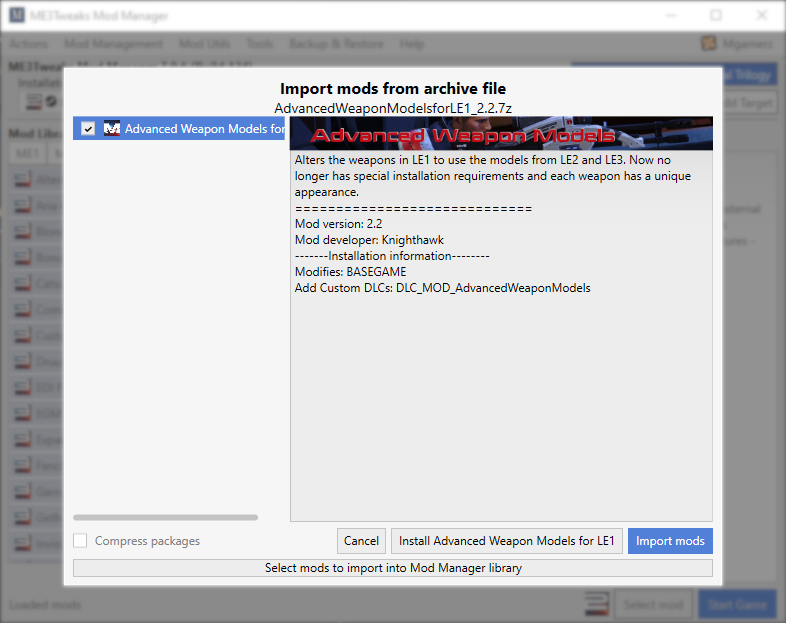 ME3Tweaks Mod Manager
Actions Mod Management Mod Utils Tools Backup & Restore Help
Mgamerz
Import mods from archive file
AdvancedWeaponModelsforLE1_2.2.7z
Advanced Weapon Models for
Advanced Weapon Models
Alters the weapons in LE1 to use the models from LE2 and LE3. Now no
longer has special installation requirements and each weapon has a unique
appearance.
=============================
Mod version: 2.2
Mod developer: Knighthawk
-------Installation information--------
Modifies: BASEGAME
Add Custom DLCs: DLC_MOD_AdvancedWeaponModels
Compress packages
Cancel
Install Advanced Weapon Models for LE1
Import mods
Select mods to import into Mod Manager library
Loaded mods
Select mod
Start Game